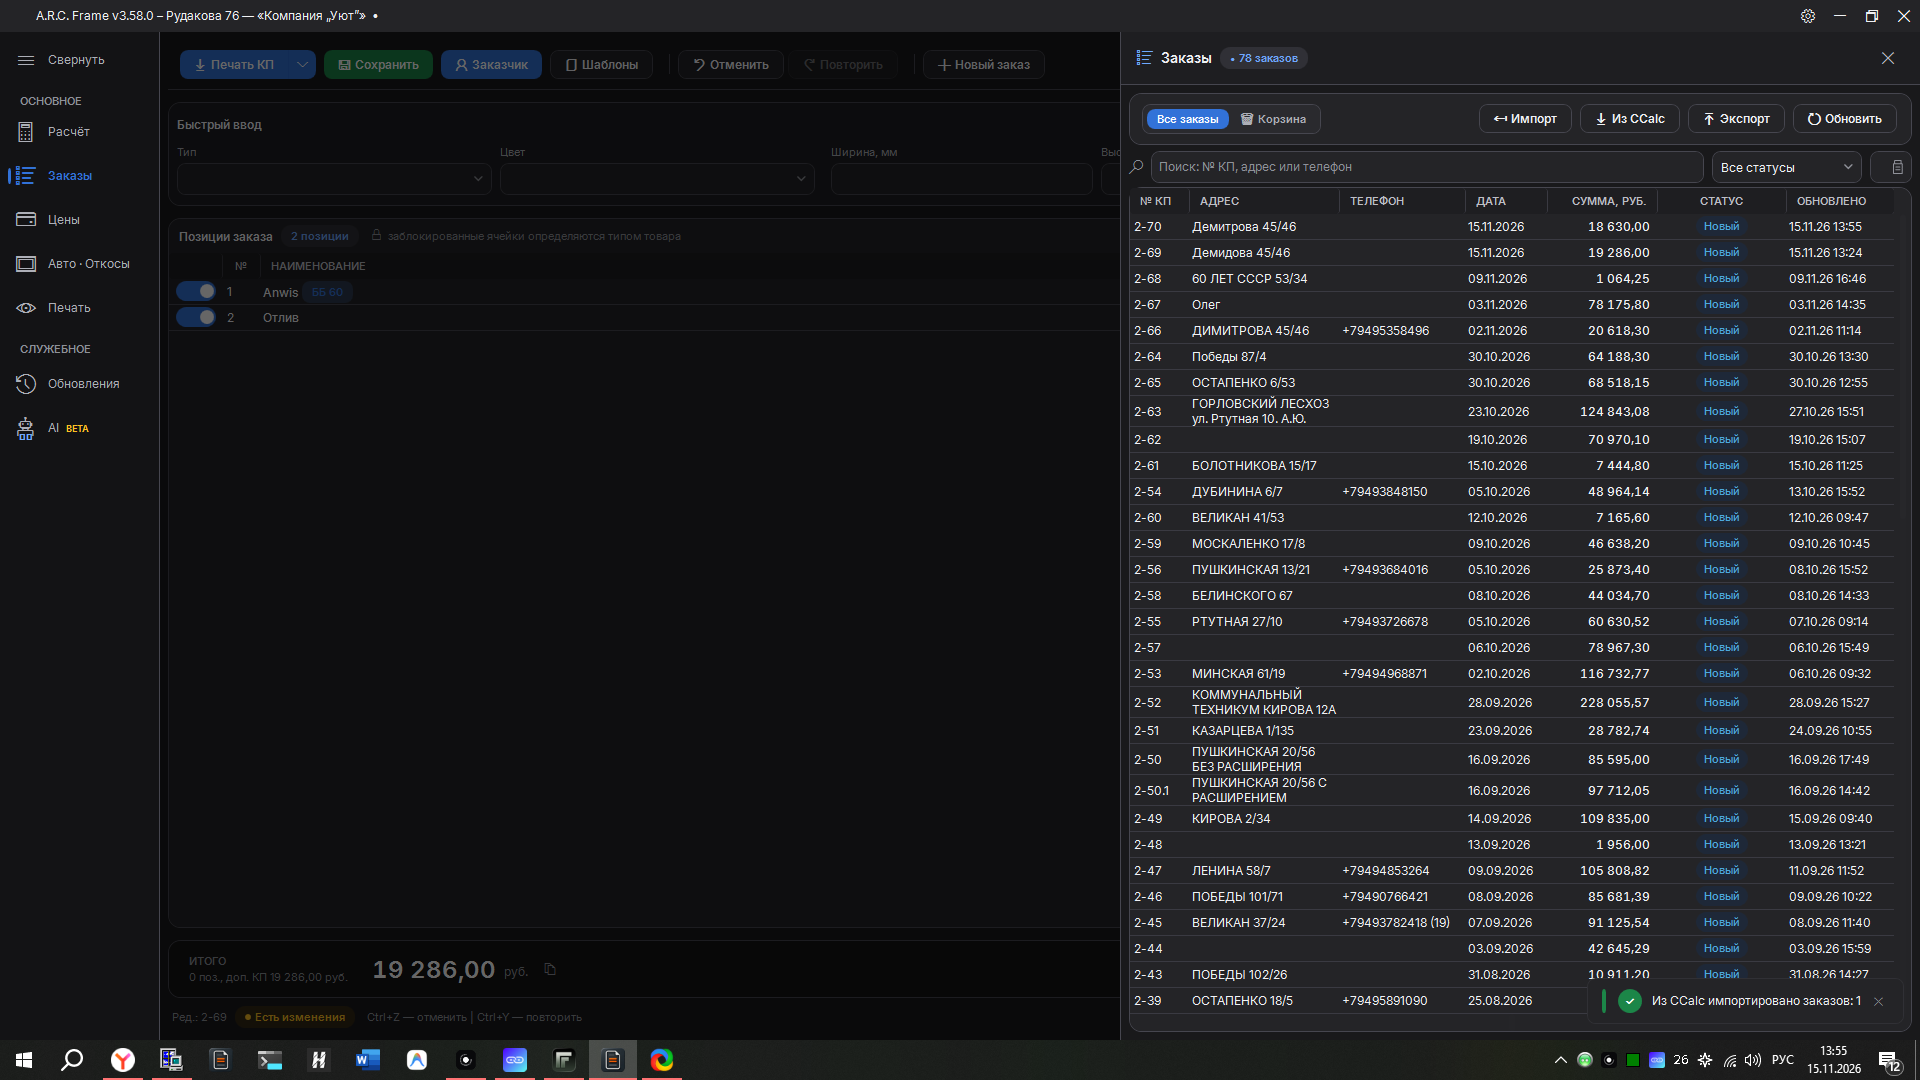 A.R.C. Frame v3.58.0 – Рудакова 76 — «Компания „Уют"» •
Свернуть
ОСНОВНОЕ
Расчёт
Заказы
Цены
Авто · Откосы
Печать
СЛУЖЕБНОЕ
Обновления
AI BETA
Печать КП
Сохранить
Заказчик
Шаблоны
Отменить
Повторить
Новый заказ
Быстрый ввод
Тип
Цвет
Ширина, мм
Выс
Позиции заказа 2 позиции заблокированные ячейки определяются типом товара
№ НАИМЕНОВАНИЕ
1 Anwis ББ 60
2 Отлив
ИТОГО
0 поз., доп. КП 19 286,00 руб.
19 286,00 руб.
Ред.: 2-69 • Есть изменения Ctrl+Z — отменить | Ctrl+Y — повторить
Заказы • 78 заказов
Все заказы Корзина Импорт Из CCalc Экспорт Обновить
Поиск: № КП, адрес или телефон
Все статусы
№ КП АДРЕС ТЕЛЕФОН ДАТА СУММА, РУБ. СТАТУС ОБНОВЛЕНО
2-70 Демитрова 45/46 15.11.2026 18 630,00 Новый 15.11.26 13:55
2-69 Демидова 45/46 15.11.2026 19 286,00 Новый 15.11.26 13:24
2-68 60 ЛЕТ СССР 53/34 09.11.2026 1 064,25 Новый 09.11.26 16:46
2-67 Олег 03.11.2026 78 175,80 Новый 03.11.26 14:35
2-66 ДИМИТРОВА 45/46 +79495358496 02.11.2026 20 618,30 Новый 02.11.26 11:14
2-64 Победы 87/4 30.10.2026 64 188,30 Новый 30.10.26 13:30
2-65 ОСТАПЕНКО 6/53 30.10.2026 68 518,15 Новый 30.10.26 12:55
2-63 ГОРЛОВСКИЙ ЛЕСХОЗ
ул. Ртутная 10. А.Ю. 23.10.2026 124 843,08 Новый 27.10.26 15:51
2-62 19.10.2026 70 970,10 Новый 19.10.26 15:07
2-61 БОЛОТНИКОВА 15/17 15.10.2026 7 444,80 Новый 15.10.26 11:25
2-54 ДУБИНИНА 6/7 +79493848150 05.10.2026 48 964,14 Новый 13.10.26 15:52
2-60 ВЕЛИКАН 41/53 12.10.2026 7 165,60 Новый 12.10.26 09:47
2-59 МОСКАЛЕНКО 17/8 09.10.2026 46 638,20 Новый 09.10.26 10:45
2-56 ПУШКИНСКАЯ 13/21 +79493684016 05.10.2026 25 873,40 Новый 08.10.26 15:52
2-58 БЕЛИНСКОГО 67 08.10.2026 44 034,70 Новый 08.10.26 14:33
2-55 РТУТНАЯ 27/10 +79493726678 05.10.2026 60 630,52 Новый 07.10.26 09:14
2-57 06.10.2026 78 967,30 Новый 06.10.26 15:49
2-53 МИНСКАЯ 61/19 +79494968871 02.10.2026 116 732,77 Новый 06.10.26 09:32
2-52 КОММУНАЛЬНЫЙ
ТЕХНИКУМ КИРОВА 12А 28.09.2026 228 055,57 Новый 28.09.26 15:27
2-51 КАЗАРЦЕВА 1/135 23.09.2026 28 782,74 Новый 24.09.26 10:55
2-50 ПУШКИНСКАЯ 20/56
БЕЗ РАСШИРЕНИЯ 16.09.2026 85 595,00 Новый 16.09.26 17:49
2-50.1 ПУШКИНСКАЯ 20/56 С
РАСШИРЕНИЕМ 16.09.2026 97 712,05 Новый 16.09.26 14:42
2-49 КИРОВА 2/34 14.09.2026 109 835,00 Новый 15.09.26 09:40
2-48 13.09.2026 1 956,00 Новый 13.09.26 13:21
2-47 ЛЕНИНА 58/7 +79494853264 09.09.2026 105 808,82 Новый 11.09.26 11:52
2-46 ПОБЕДЫ 101/71 +79490766421 08.09.2026 85 681,39 Новый 09.09.26 10:22
2-45 ВЕЛИКАН 37/24 +79493782418 (19) 07.09.2026 91 125,54 Новый 08.09.26 11:40
2-44 03.09.2026 42 645,29 Новый 03.09.26 15:59
2-43 ПОБЕДЫ 102/26 31.08.2026 10 911,20 Новый 31.08.26 14:27
2-39 ОСТАПЕНКО 18/5 +79495891090 25.08.2026
Из CCalc импортировано заказов: 1
26 РУС 13:55
15.11.2026
12